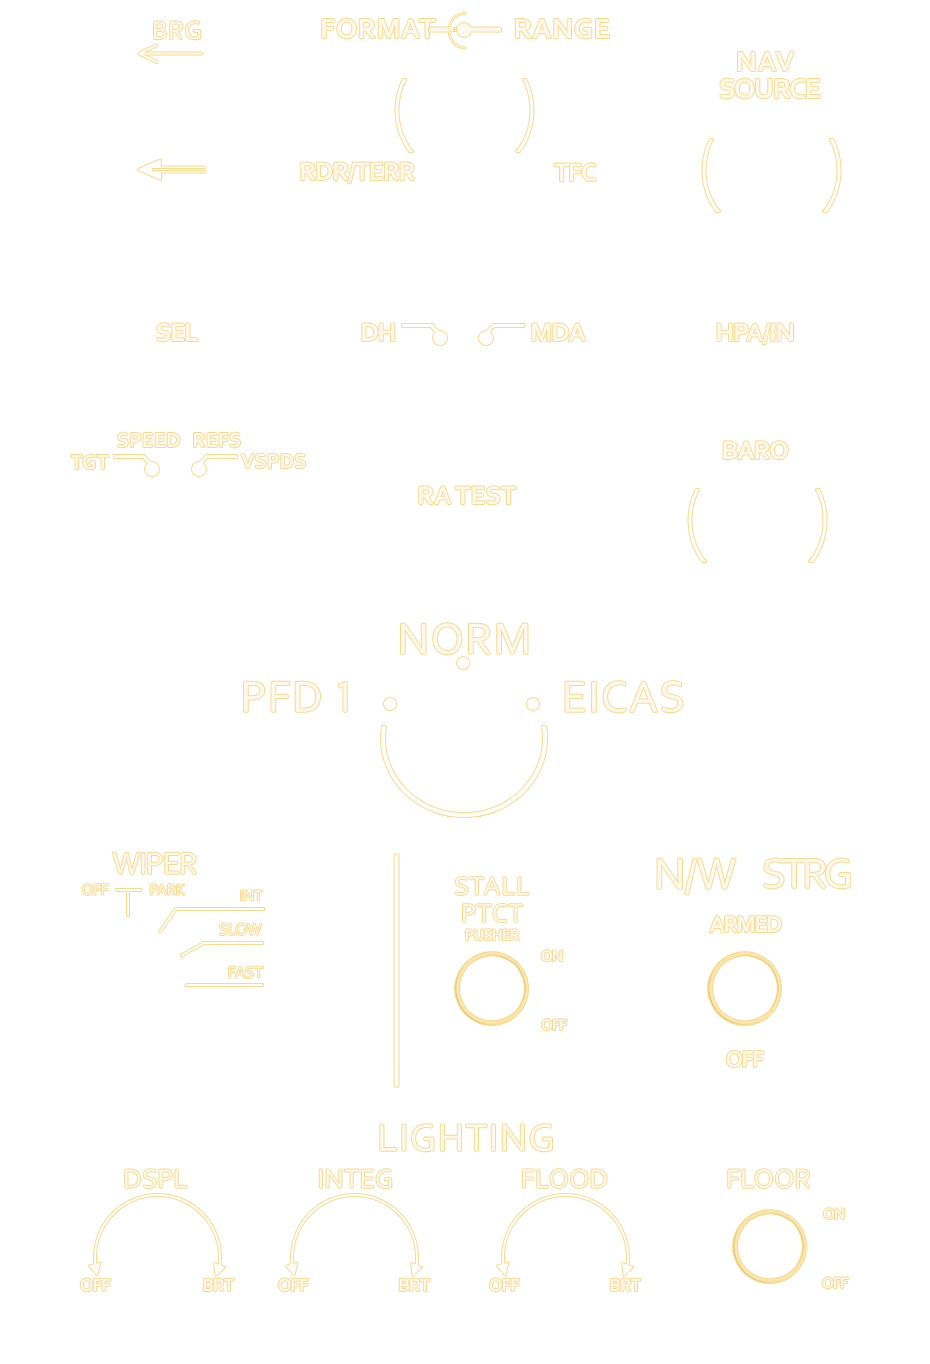 BRG
FORMAT RANGE
NAV
SOURCE
RDR/TERR TFC
SEL
DH MDA
HPA/IN
SPEED REFS
TGT VSPDS
BARO
RA TEST
NORM
PFD 1 EICAS
WIPER
OFF PARK
INT
SLOW
FAST
STALL
PTCT
PUSHER
ON
OFF
N/W STRG
ARMED
OFF
LIGHTING
DSPL INTEG FLOOD FLOOR
ON
OFF BRT OFF BRT OFF BRT OFF